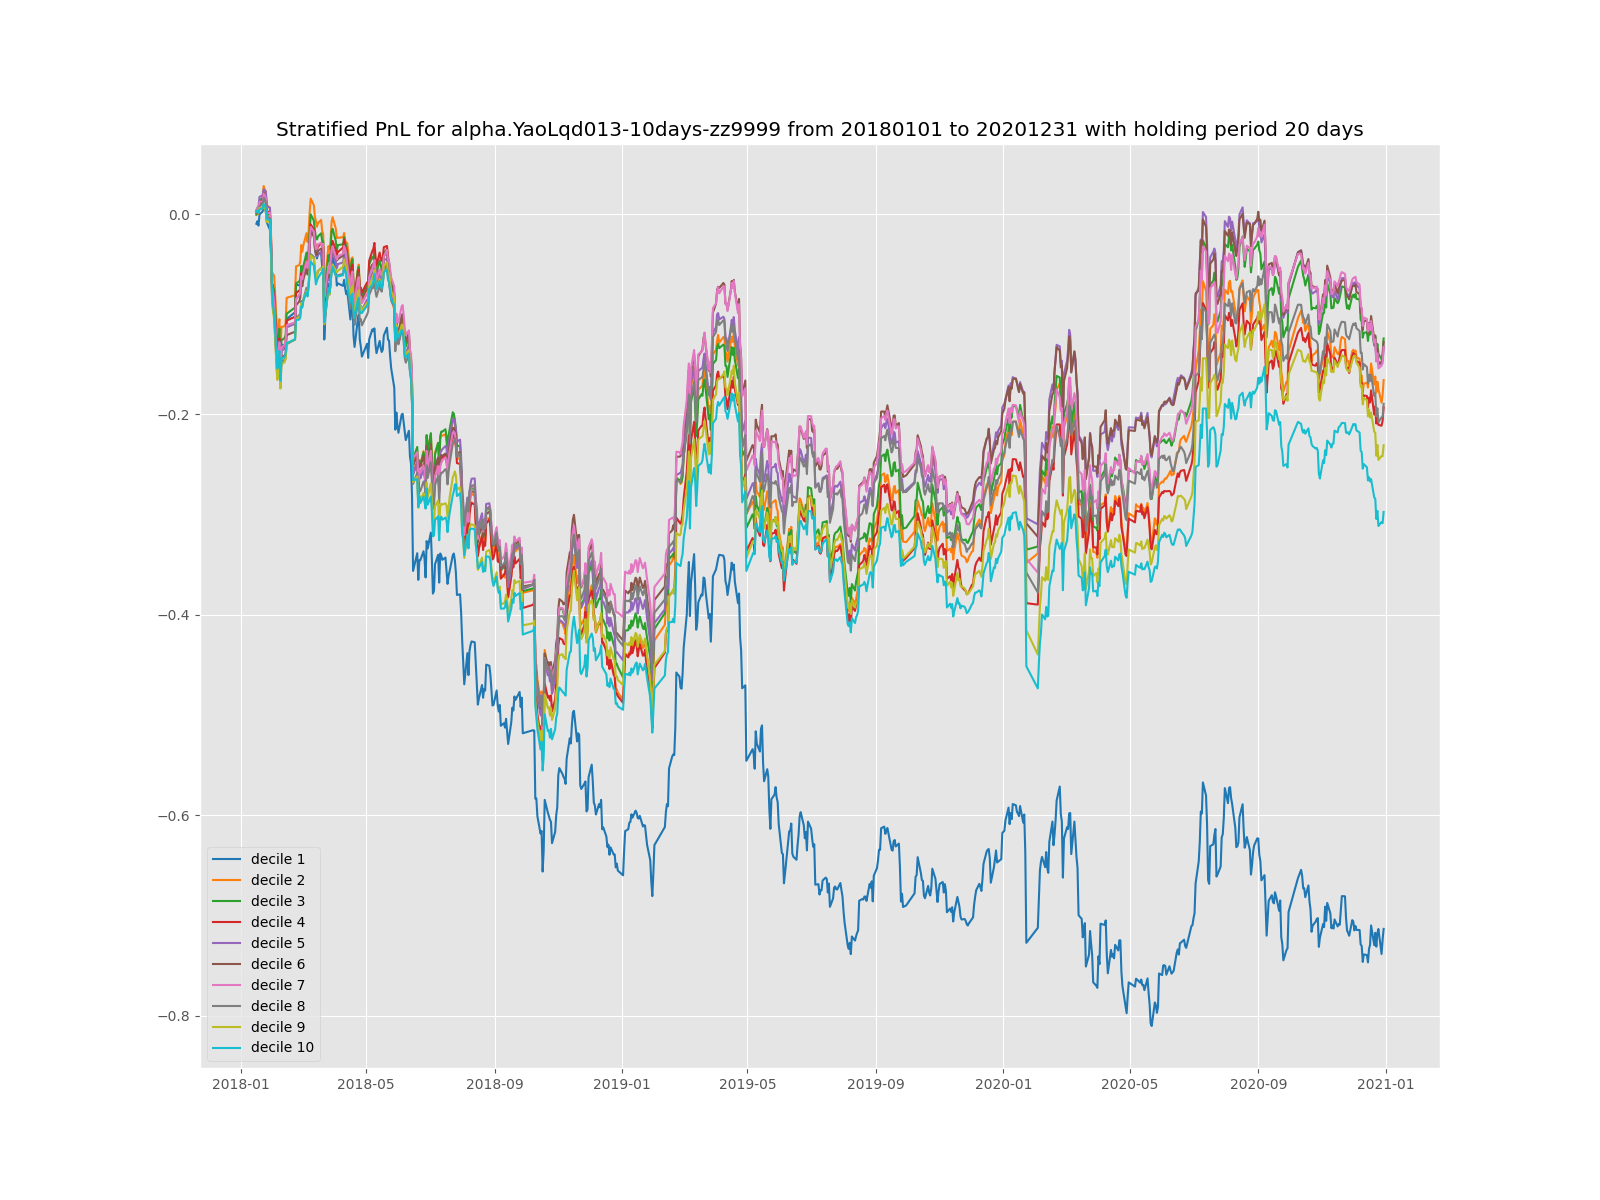 Stratified PnL for alpha.YaoLqd013-10days-zz9999 from 20180101 to 20201231 with holding period 20 days
0.0
−0.2
−0.4
−0.6
−0.8
decile 1
decile 2
decile 3
decile 4
decile 5
decile 6
decile 7
decile 8
decile 9
decile 10
2018-01 2018-05 2018-09 2019-01 2019-05 2019-09 2020-01 2020-05 2020-09 2021-01